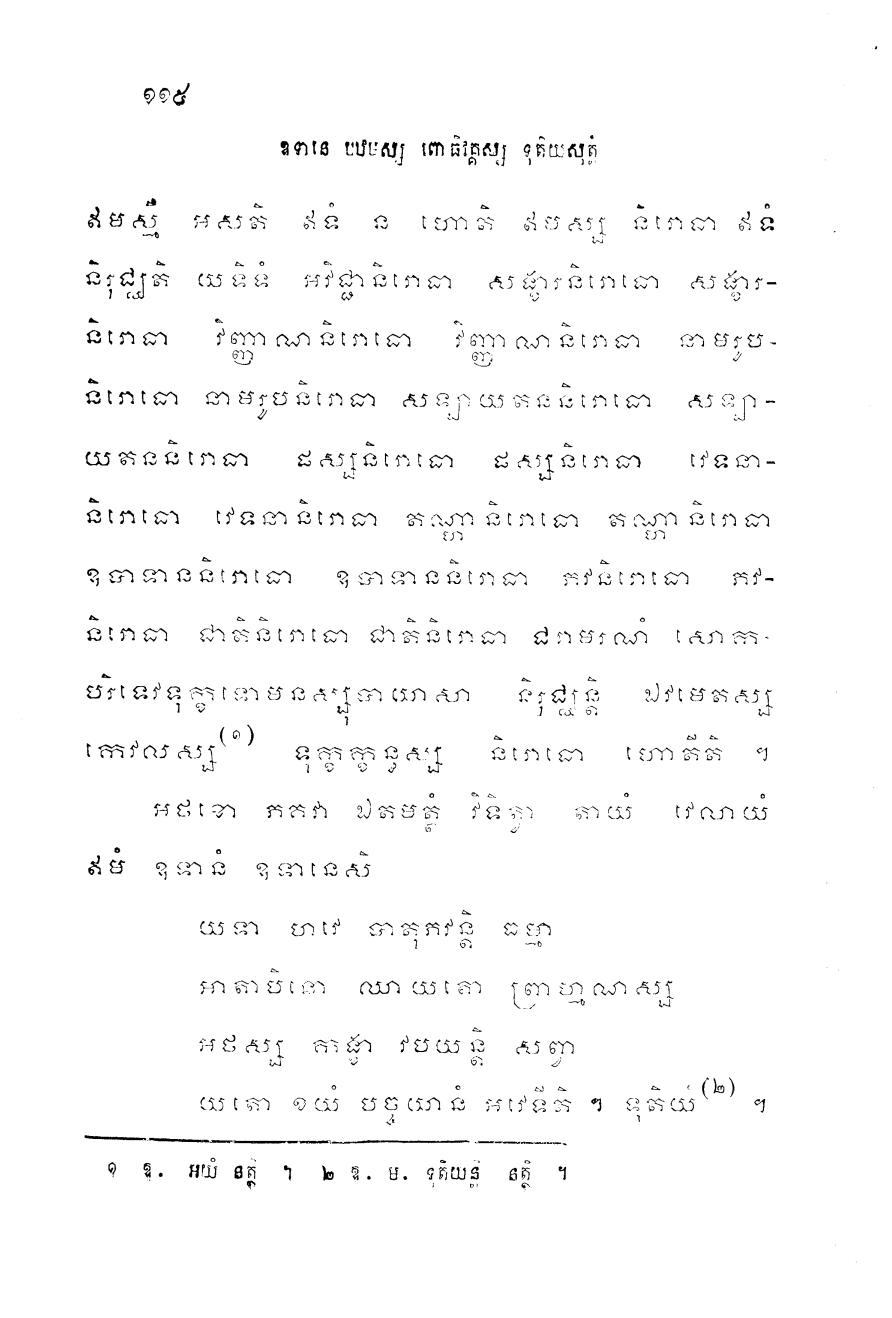 ១១៥
ឧទានេ បឋមស្ស ពោធិវគ្គស្ស ទុតិយសុត្តំ
ឥមស្មឹ អសតិ ឥទំ ន ហោតិ ឥមស្ស និរោធា ឥទំ
និរុជ្ឈតិ យទិទំ អវិជ្ជានិរោធា សង្ខារនិរោធោ សង្ខារ-
និរោធា វិញ្ញាណនិរោធោ វិញ្ញាណនិរោធា នាមរូប-
និរោធោ នាមរូបនិរោធា សឡាយតននិរោធោ សឡា-
យតននិរោធា ផស្សនិរោធោ ផស្សនិរោធា វេទនា-
និរោធោ វេទនានិរោធា តណ្ហានិរោធោ តណ្ហានិរោធា
ឧបាទាននិរោធោ ឧបាទាននិរោធា ភវនិរោធោ ភវ-
និរោធា ជាតិនិរោធោ ជាតិនិរោធា ជរាមរណំ សោក-
បរិទេវទុក្ខទោមនស្សុបាយាសា និរុជ្ឈន្តិ ឯវមេតស្ស
កេវលស្ស(១) ទុក្ខក្ខន្ធស្ស និរោធោ ហោតីតិ ។
អថខោ ភគវា ឯតមត្ថំ វិទិត្វា តាយំ វេលាយំ
ឥមំ ឧទានំ ឧទានេសិ
យទា ហវេ បាតុភវន្តិ ធម្មា
អាតាបិនោ ឈាយតោ ព្រាហ្មណស្ស
អថស្ស កង្ខា វបយន្តិ សព្វា
យតោ ខយំ បច្ចយានំ អវេទីតិ ។ ទុតិយំ(២) ។
១ ឱ. អយំ នត្ថិ ។ ២ ឱ. ម. ទុតិយន្តិ នត្ថិ ។